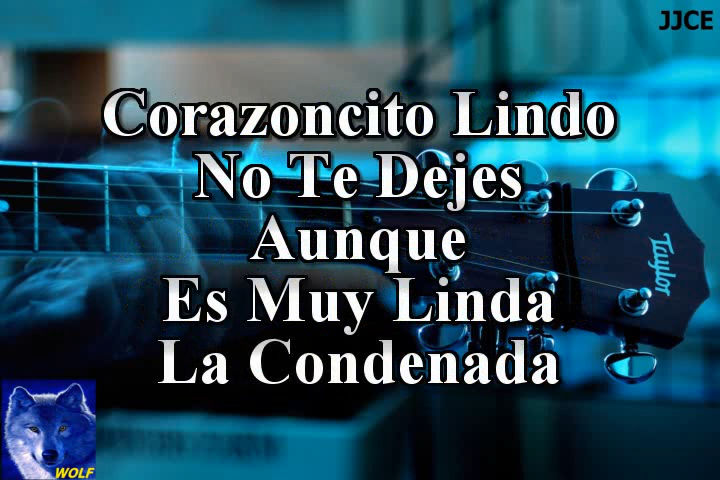 JJCE
Corazoncito Lindo
No Te Dejes
Aunque
Es Muy Linda
La Condenada
Taylor
WOLF